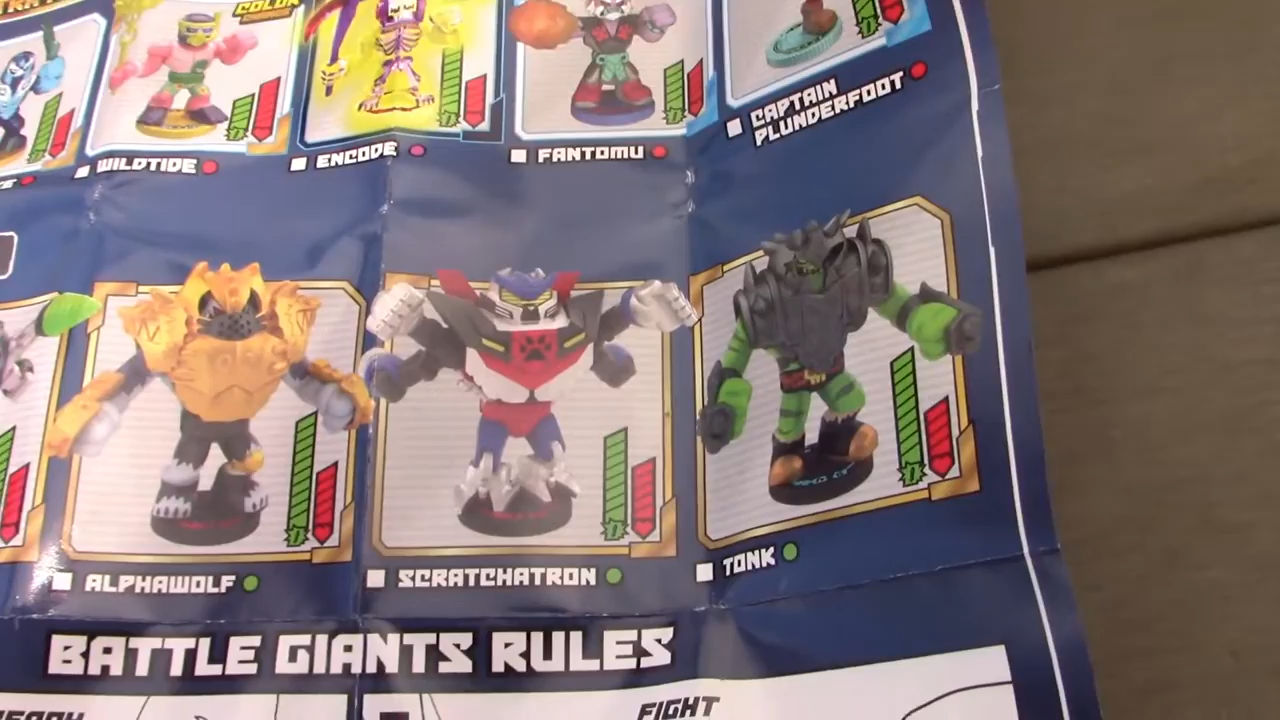 COLOR
WILDTIDE
ENCODE
FANTOMU
CAPTAIN
PLUNDERFOOT
ALPHAWOLF
SCRATCHATRON
TONK
BATTLE GIANTS RULES
FIGHT